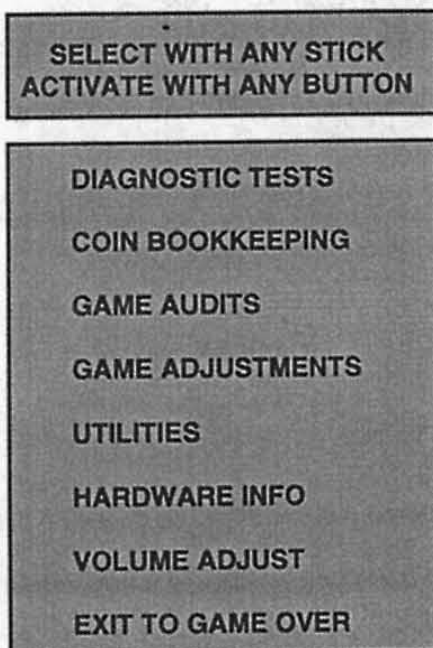 SELECT WITH ANY STICK
ACTIVATE WITH ANY BUTTON
DIAGNOSTIC TESTS
COIN BOOKKEEPING
GAME AUDITS
GAME ADJUSTMENTS
UTILITIES
HARDWARE INFO
VOLUME ADJUST
EXIT TO GAME OVER